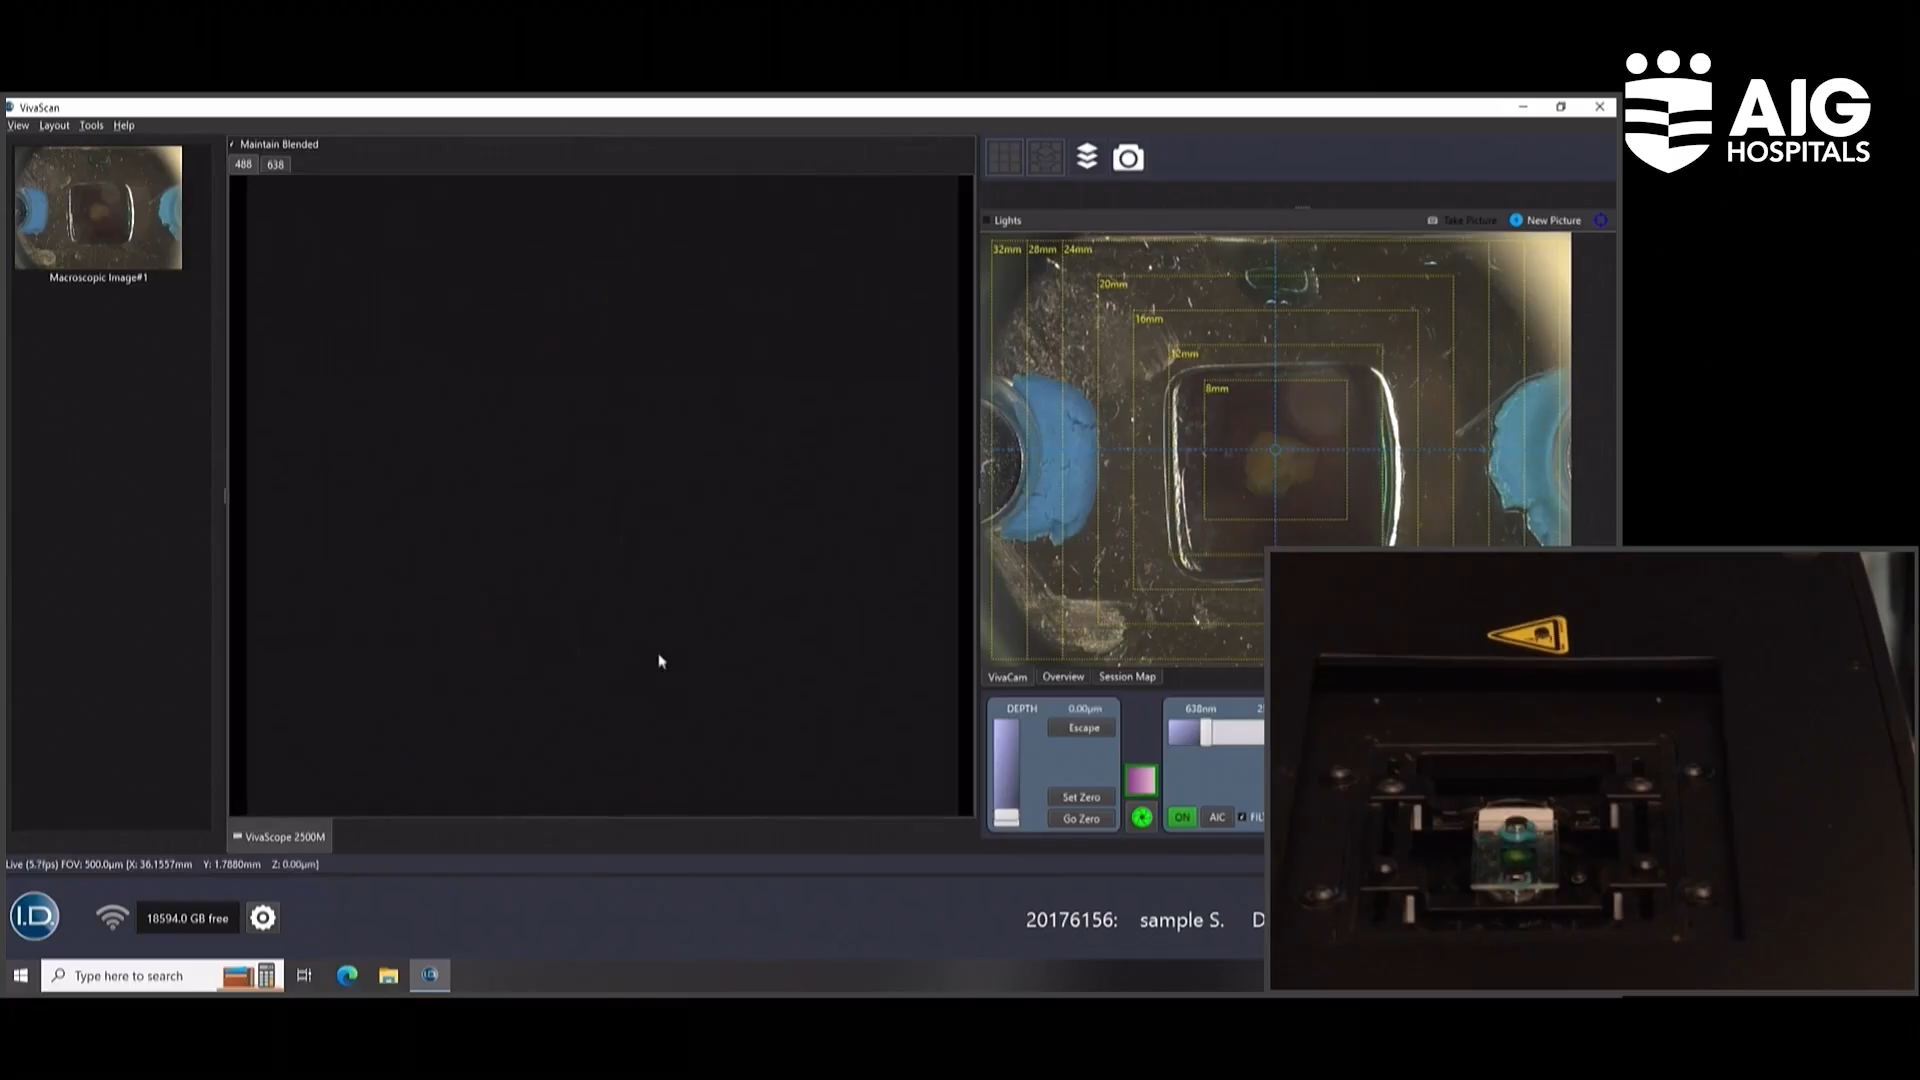 AIG
HOSPITALS
VivaScan
View Layout Tools Help
Maintain Blended
488 638
Macroscopic Image#1
Lights
Take Picture
New Picture
32mm 28mm 24mm
20mm
16mm
12mm
8mm
VivaCam Overview Session Map
DEPTH 0.00µm
Escape
Set Zero
Go Zero
638nm
ON AIC
VivaScope 2500M
Live (5.7fps) FOV: 500.0µm [X: 36.1557mm Y: 1.7880mm Z: 0.00µm]
I.D.
18594.0 GB free
20176156: sample S. D
Type here to search